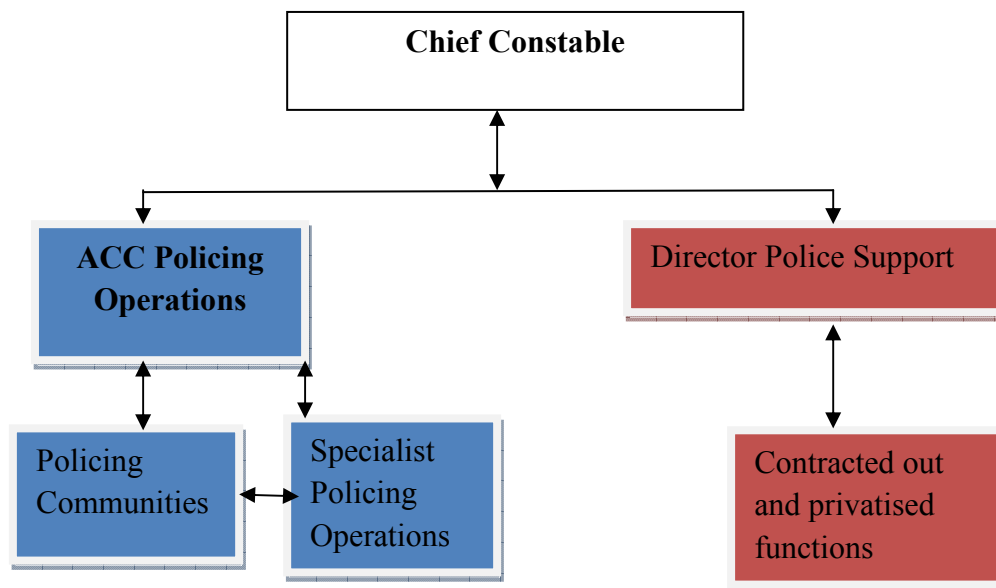 Chief Constable
ACC Policing
Operations
Director Police Support
Policing
Communities
Specialist
Policing
Operations
Contracted out
and privatised
functions